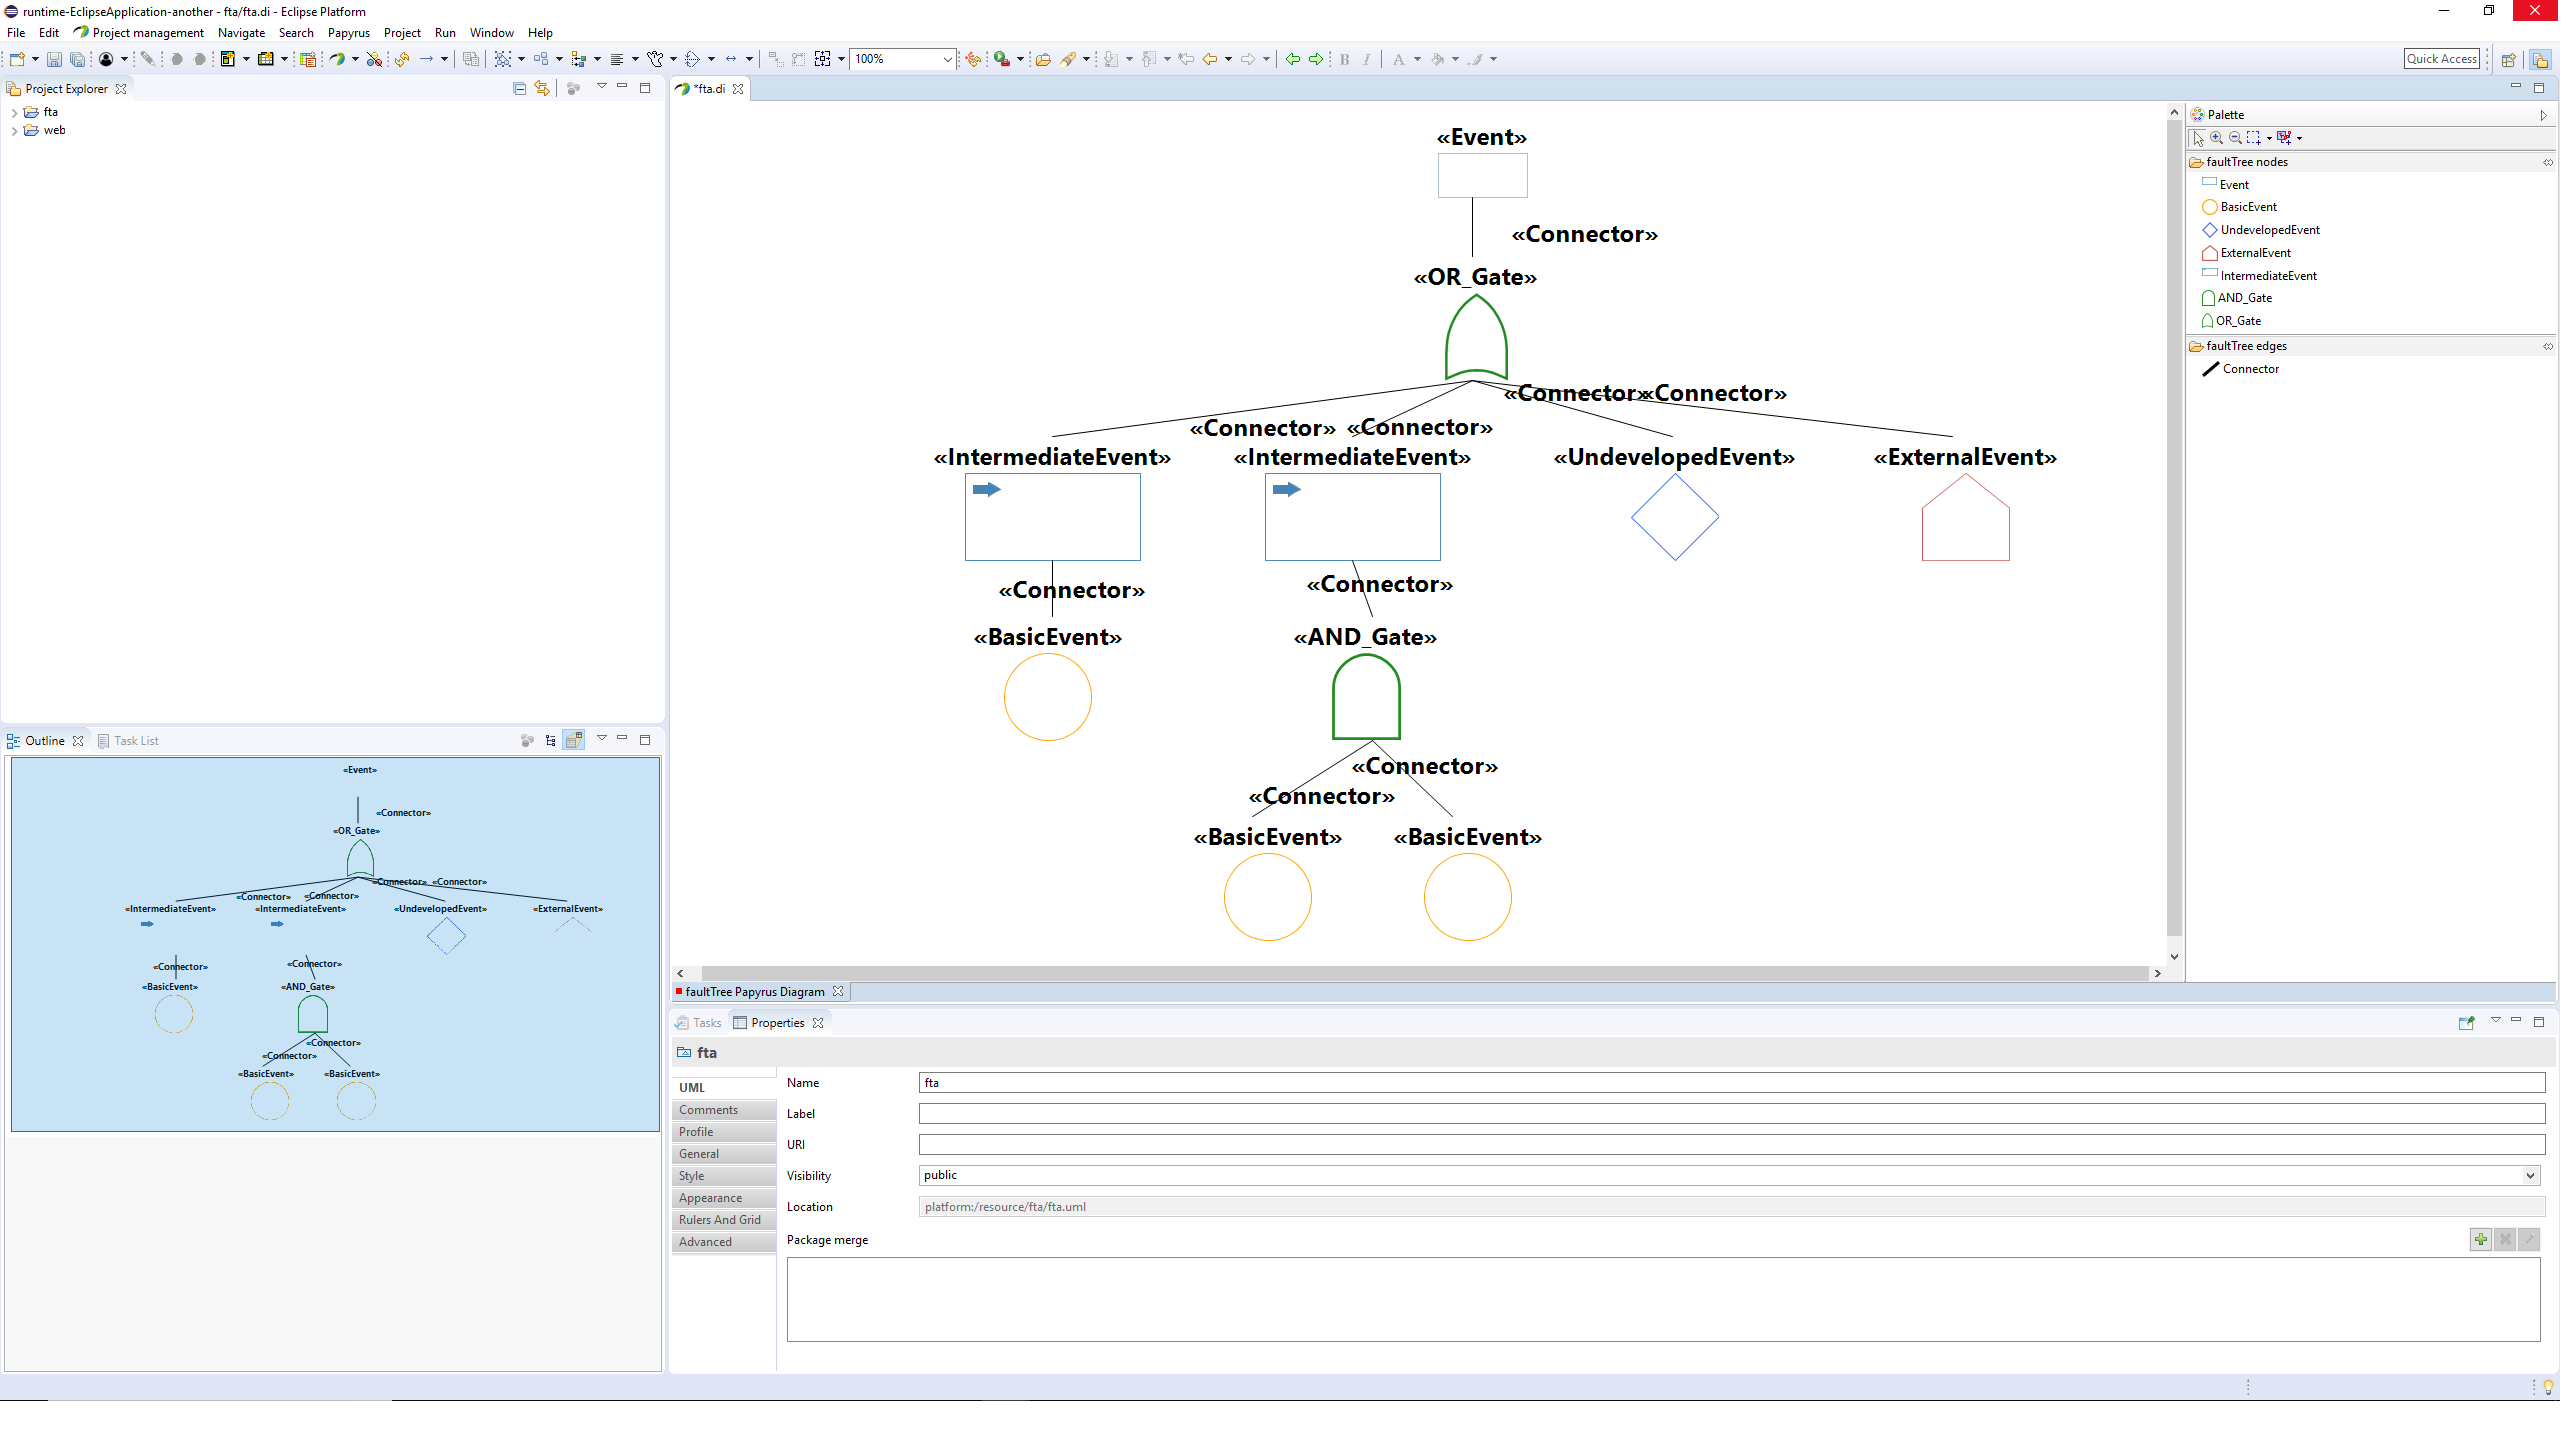 runtime-EclipseApplication-another - fta/fta.di - Eclipse Platform
File Edit Project management Navigate Search Papyrus Project Run Window Help
100%
B I A
Quick Access
Project Explorer
fta
web
*fta.di
«Event»
«Connector»
«OR_Gate»
«Connector» «Connector»
«Connector» «Connector»
«IntermediateEvent» «IntermediateEvent» «UndevelopedEvent» «ExternalEvent»
«Connector» «Connector»
«BasicEvent» «AND_Gate»
«Connector»
«Connector»
«BasicEvent» «BasicEvent»
faultTree Papyrus Diagram
Palette
faultTree nodes
Event
BasicEvent
UndevelopedEvent
ExternalEvent
IntermediateEvent
AND_Gate
OR_Gate
faultTree edges
Connector
Outline Task List
«Event»
«Connector»
«OR_Gate»
«Connector» «Connector»
«Connector» «Connector»
«IntermediateEvent» «IntermediateEvent» «UndevelopedEvent» «ExternalEvent»
«Connector» «Connector»
«BasicEvent» «AND_Gate»
«Connector»
«Connector»
«BasicEvent» «BasicEvent»
Tasks Properties
fta
UML
Comments
Profile
General
Style
Appearance
Rulers And Grid
Advanced
Name fta
Label
URI
Visibility public
Location platform:/resource/fta/fta.uml
Package merge